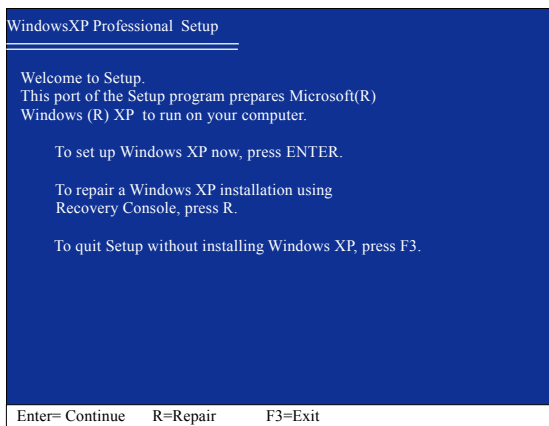 WindowsXP Professional Setup
Welcome to Setup.
This port of the Setup program prepares Microsoft(R)
Windows (R) XP to run on your computer.
To set up Windows XP now, press ENTER.
To repair a Windows XP installation using
Recovery Console, press R.
To quit Setup without installing Windows XP, press F3.
Enter= Continue R=Repair F3=Exit